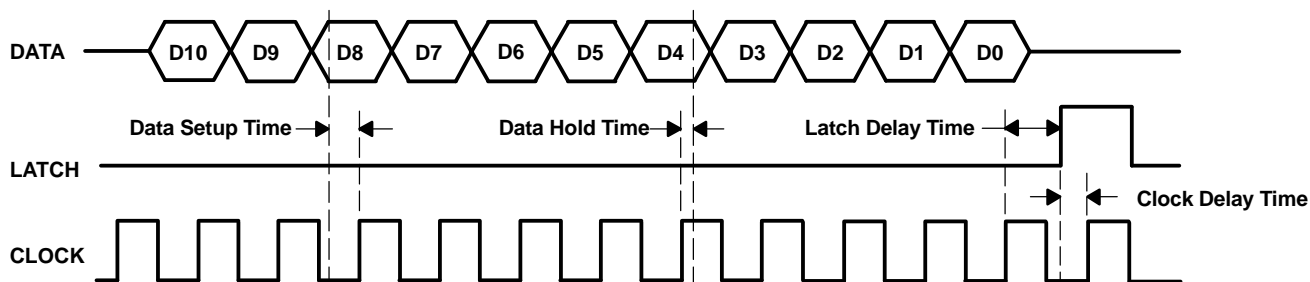 DATA D10 D9 D8 D7 D6 D5 D4 D3 D2 D1 D0
Data Setup Time Data Hold Time Latch Delay Time
LATCH
Clock Delay Time
CLOCK